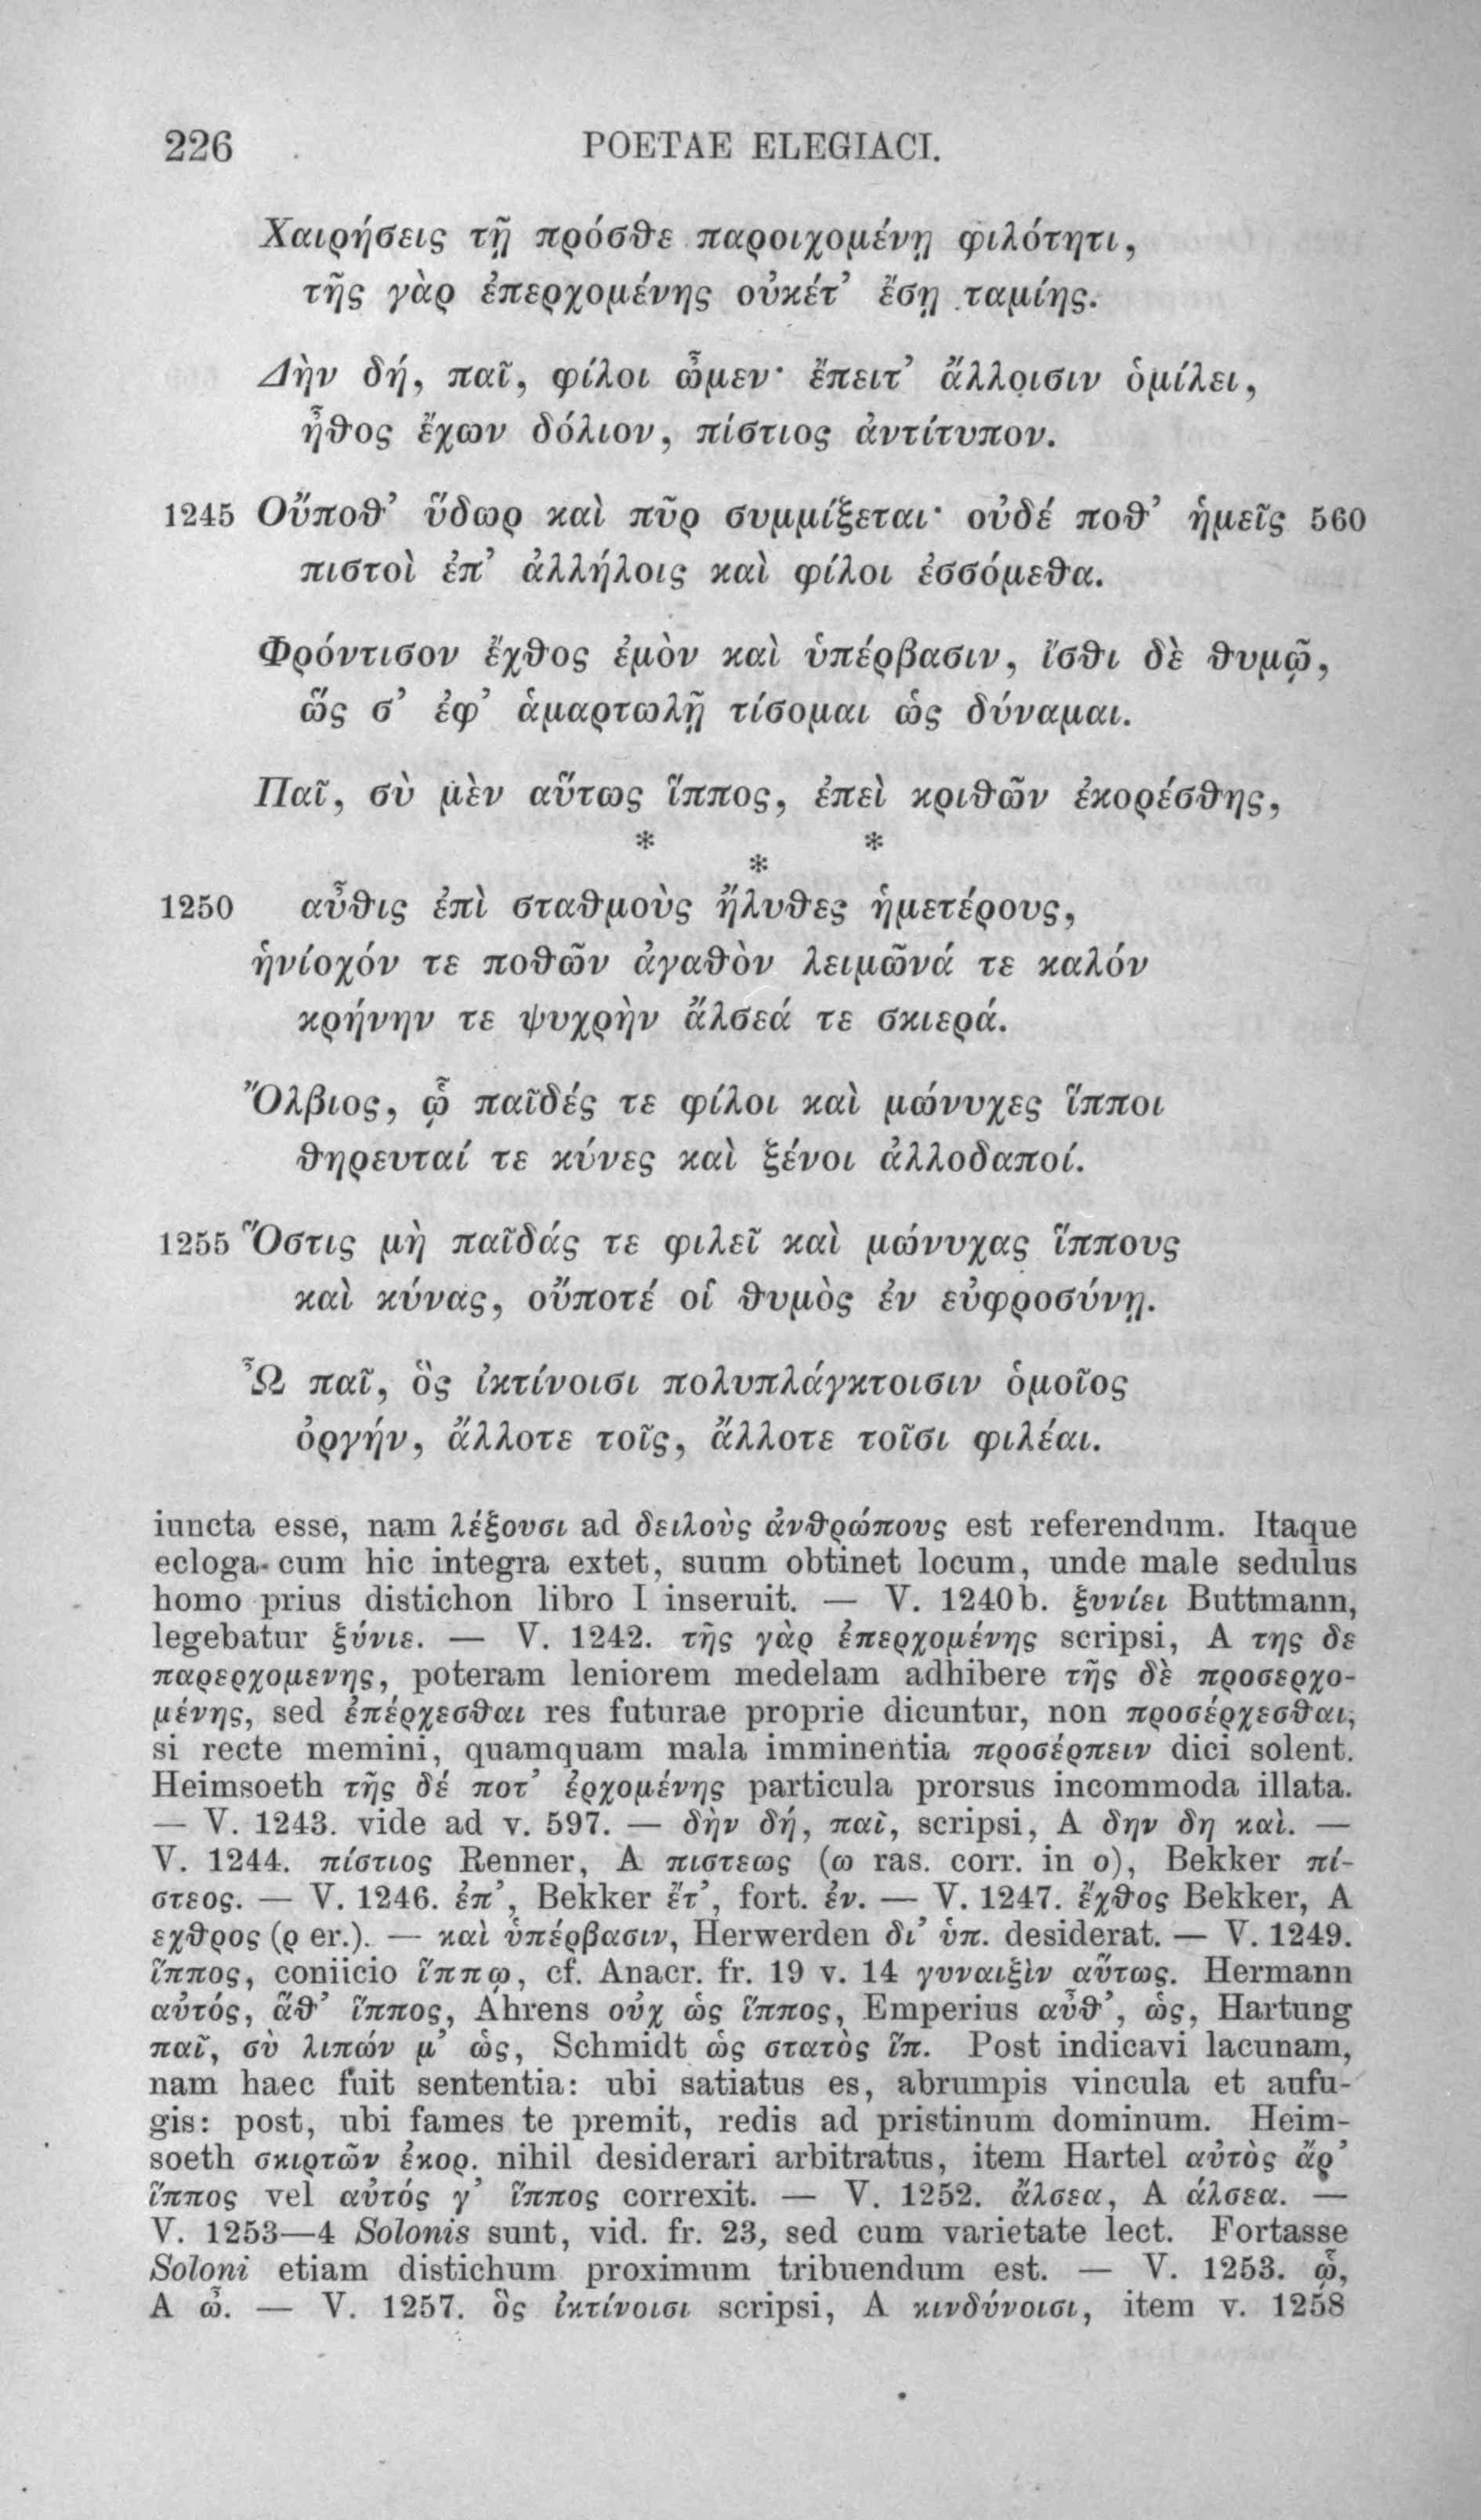 226 POETAE ELEGIACI.
Χαιρήσεις τῇ πρόσθε παροιχομένῃ φιλότητι,
τῆς γὰρ ἐπερχομένης οὐκέτ’ ἔσῃ ταμίης.
Δὴν δή, παῖ, φίλοι ὦμεν· ἔπειτ’ ἄλλοισιν ὁμίλει,
ἦθος ἔχων δόλιον, πίστιος ἀντίτυπον.
1245 Οὔποθ’ ὕδωρ καὶ πῦρ συμμίξεται· οὐδέ ποθ’ ἡμεῖς 560
πιστοὶ ἐπ’ ἀλλήλοις καὶ φίλοι ἐσσόμεθα.
Φρόντισον ἔχθος ἐμὸν καὶ ὑπέρβασιν, ἴσθι δὲ θυμῷ,
ὥς σ’ ἐφ’ ἁμαρτωλῇ τίσομαι ὡς δύναμαι.
Παῖ, σὺ μὲν αὔτως ἵππος, ἐπεὶ κριθῶν ἐκορέσθης,
* * *
1250 αὖθις ἐπὶ σταθμοὺς ἤλυθες ἡμετέρους,
ἡνίοχόν τε ποθῶν ἀγαθὸν λειμῶνά τε καλόν
κρήνην τε ψυχρὴν ἄλσεά τε σκιερά.
Ὄλβιος, ᾧ παῖδές τε φίλοι καὶ μώνυχες ἵπποι
θηρευταί τε κύνες καὶ ξένοι ἀλλοδαποί.
1255 Ὅστις μὴ παῖδάς τε φιλεῖ καὶ μώνυχας ἵππους
καὶ κύνας, οὔποτέ οἱ θυμὸς ἐν εὐφροσύνῃ.
Ὦ παῖ, ὃς ἰκτίνοισι πολυπλάγκτοισιν ὁμοῖος
ὀργήν, ἄλλοτε τοῖς, ἄλλοτε τοῖσι φιλέαι.
iuncta esse, nam λέξουσι ad δειλοὺς ἀνθρώπους est referendum. Itaque
ecloga cum hic integra extet, suum obtinet locum, unde male sedulus
homo prius distichon libro I inseruit. — V. 1240b. ξυνίει Buttmann,
legebatur ξύνιε. — V. 1242. τῆς γὰρ ἐπερχομένης scripsi, A της δε
παρερχομενης, poteram leniorem medelam adhibere τῆς δὲ προσερχο-
μένης, sed ἐπέρχεσθαι res futurae proprie dicuntur, non προσέρχεσθαι,
si recte memini, quamquam mala imminentia προσέρπειν dici solent.
Heimsoeth τῆς δέ ποτ’ ἐρχομένης particula prorsus incommoda illata.
— V. 1243. vide ad v. 597. — δὴν δή, παῖ, scripsi, A δην δη καὶ. —
V. 1244. πίστιος Renner, A πιστεως (ω ras. corr. in ο), Bekker πί-
στεος. — V. 1246. ἐπ’, Bekker ἔτ’, fort. ἐν. — V. 1247. ἔχθος Bekker, A
εχθρος (ρ er.). — καὶ ὑπέρβασιν, Herwerden δι’ ὑπ. desiderat. — V. 1249.
ἵππος, coniicio ἵππῳ, cf. Anacr. fr. 19 v. 14 γυναιξὶν αὔτως. Hermann
αὐτός, ἅθ’ ἵππος, Ahrens οὐχ ὡς ἵππος, Emperius αὖθ’, ὡς, Hartung
παῖ, σὺ λιπών μ’ ὡς, Schmidt ὡς στατὸς ἵπ. Post indicavi lacunam,
nam haec fuit sententia: ubi satiatus es, abrumpis vincula et aufu-
gis: post, ubi fames te premit, redis ad pristinum dominum. Heim-
soeth σκιρτῶν ἐκορ. nihil desiderari arbitratus, item Hartel αὐτὸς ἄρ’
ἵππος vel αὐτός γ’ ἵππος correxit. — V. 1252. ἄλσεα, A άλσεα. —
V. 1253—4 Solonis sunt, vid. fr. 23, sed cum varietate lect. Fortasse
Soloni etiam distichum proximum tribuendum est. — V. 1253. ᾧ,
A ὦ. — V. 1257. ὃς ἰκτίνοισι scripsi, A κινδύνοισι, item v. 1258